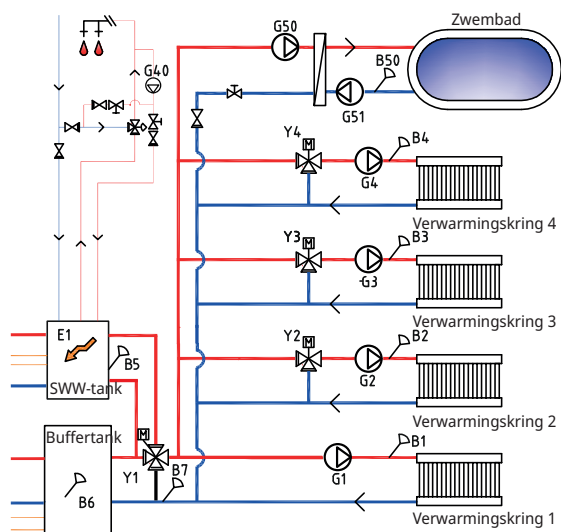 Zwembad
G50
B50
G40
G51
Y4
M
B4
G4
Verwarmingskring 4
Y3
M
B3
G3
Verwarmingskring 3
Y2
M
B2
G2
Verwarmingskring 2
E1
B5
SWW-tank
Buffertank
M
Y1
B7
B6
G1
B1
Verwarmingskring 1